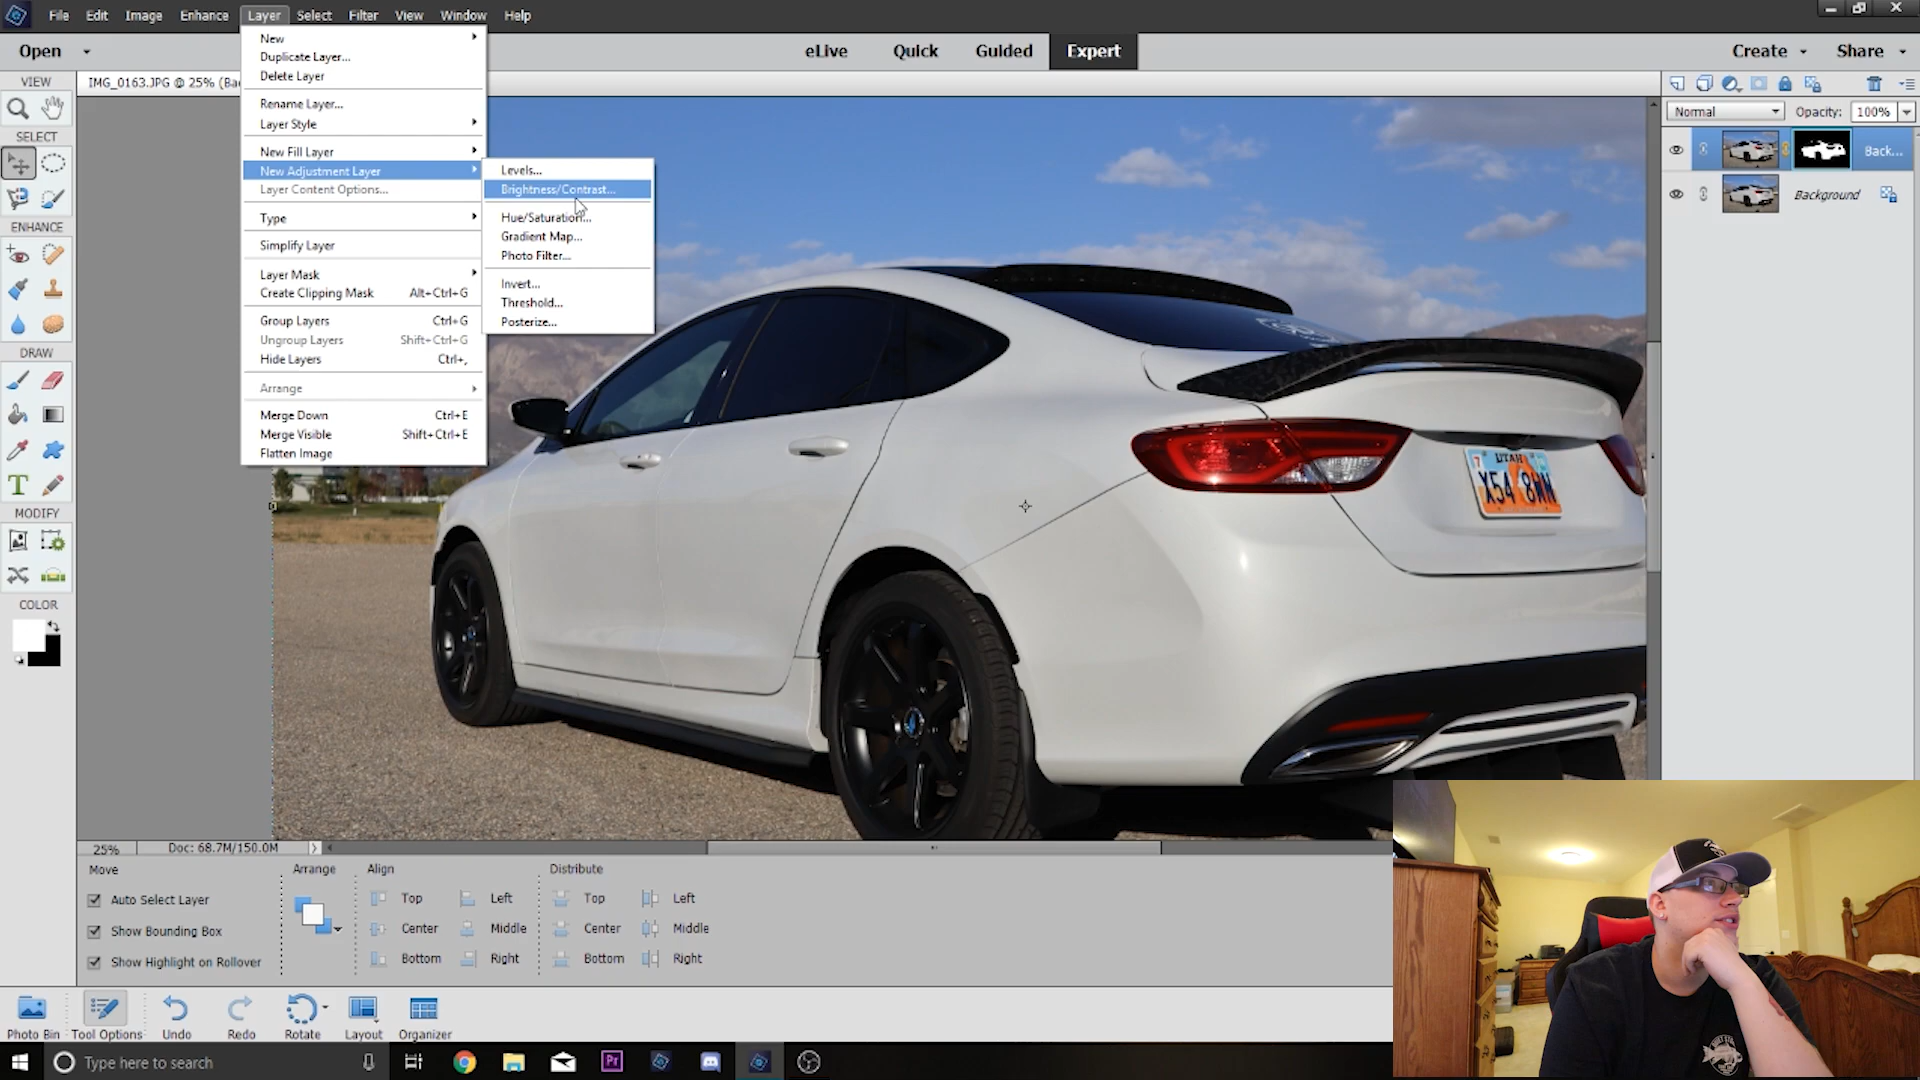 File Edit Image Enhance Layer Select Filter View Window Help
Open eLive Quick Guided Expert Create Share
VIEW
IMG_0163.JPG @ 25% (Ba
SELECT
ENHANCE
DRAW
MODIFY
COLOR
New
Duplicate Layer...
Delete Layer
Rename Layer...
Layer Style
New Fill Layer
New Adjustment Layer
Layer Content Options...
Type
Simplify Layer
Layer Mask
Create Clipping Mask Alt+Ctrl+G
Group Layers Ctrl+G
Ungroup Layers Shift+Ctrl+G
Hide Layers Ctrl+,
Arrange
Merge Down Ctrl+E
Merge Visible Shift+Ctrl+E
Flatten Image
Levels...
Brightness/Contrast...
Hue/Saturation...
Gradient Map...
Photo Filter...
Invert...
Threshold...
Posterize...
Normal Opacity: 100%
Back...
Background
UTAH
X54 8WN
25% Doc: 68.7M/150.0M
Move Arrange Align Distribute
Auto Select Layer
Show Bounding Box
Show Highlight on Rollover
Top Left
Center Middle
Bottom Right
Top Left
Center Middle
Bottom Right
Photo Bin Tool Options Undo Redo Rotate Layout Organizer
Type here to search
Pr